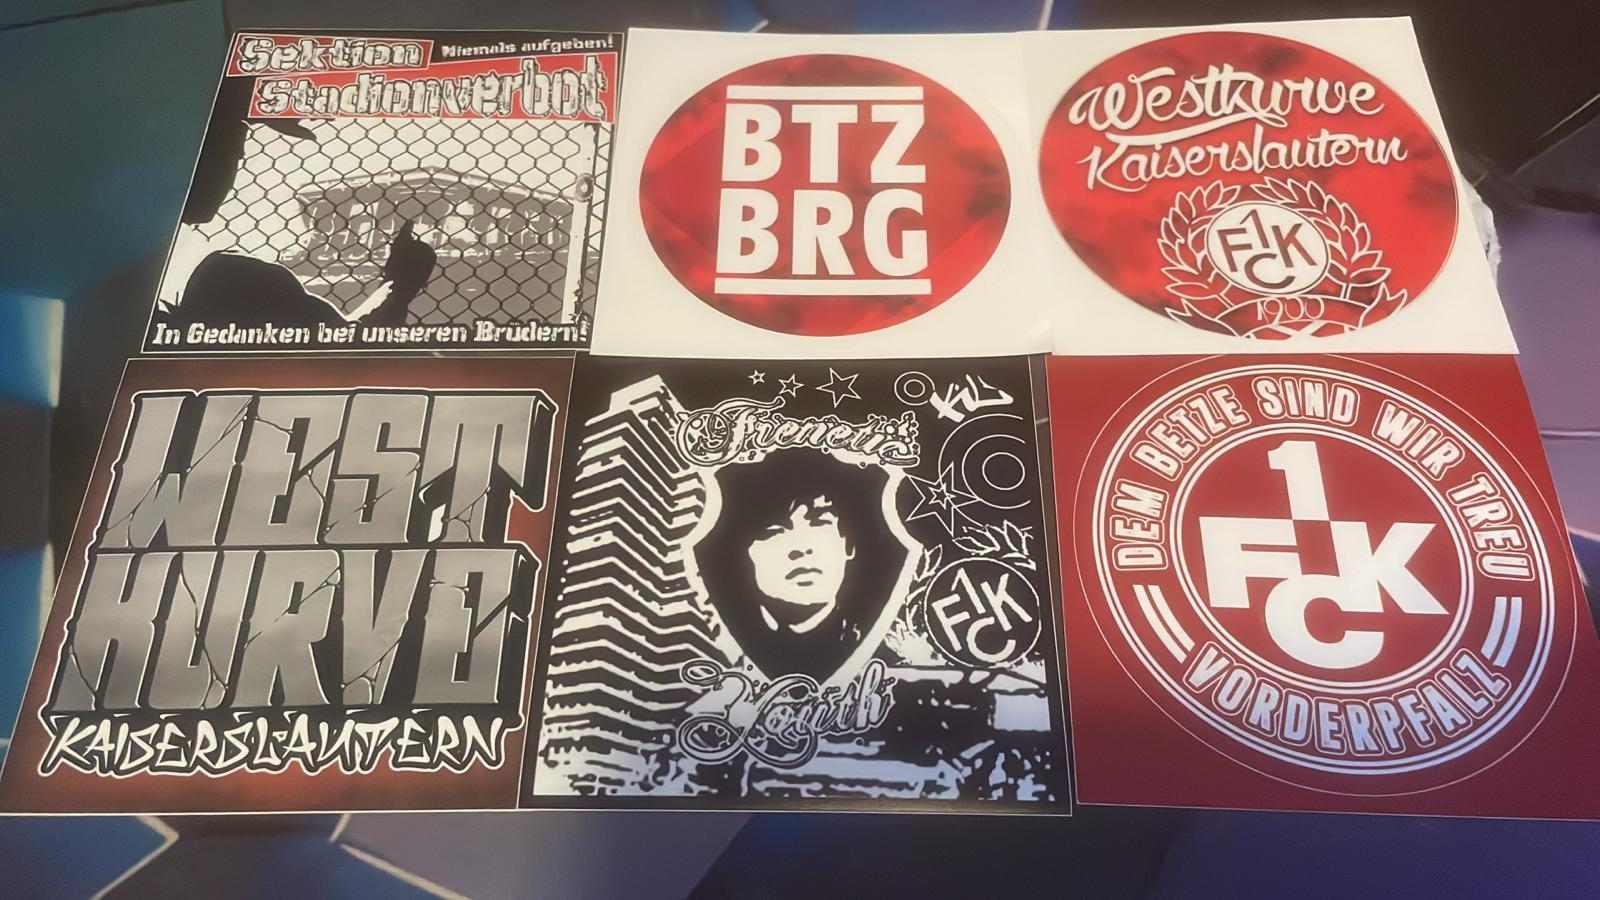 Sektion
Niemals aufgeben!
Stadionverbot
In Gedanken bei unseren Brüdern!
BTZ
BRG
Westkurve
Kaiserslautern
1
FCK
1900
WEST
KURVE
KAISERSLAUTERN
Frenetic
KL
1
FCK
Youth
DEM BETZE SIND WIR TREU
1
FCK
VORDERPFALZ